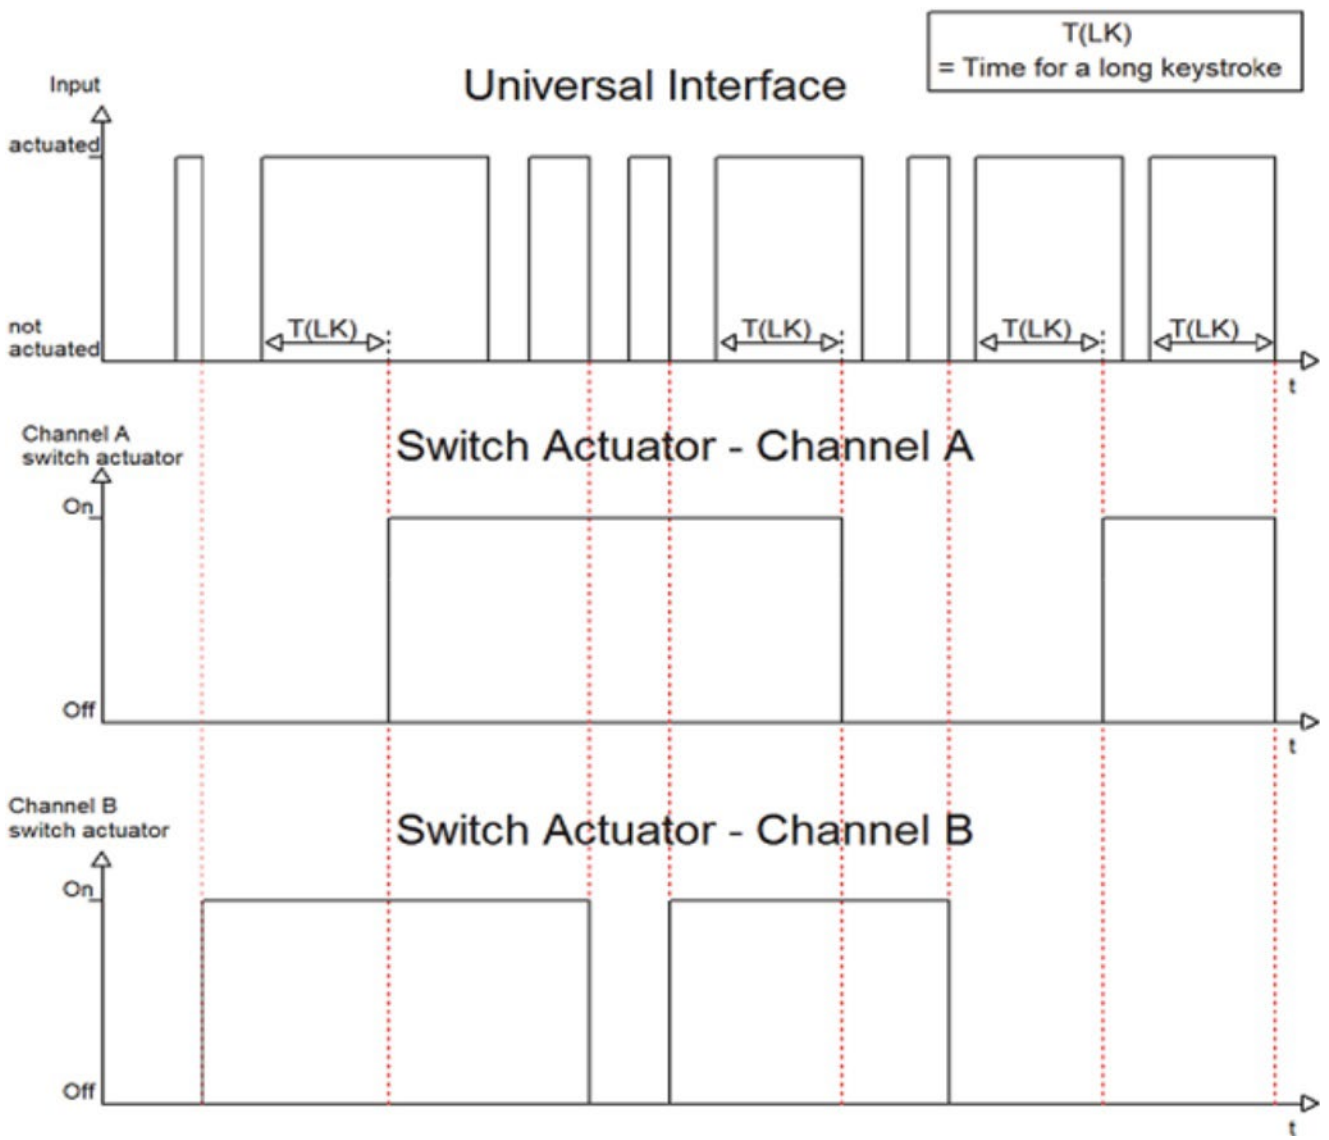 T(LK)
= Time for a long keystroke
Universal Interface
Input
actuated
not
actuated
T(LK)
T(LK)
T(LK)
T(LK)
t
Channel A
switch actuator
Switch Actuator - Channel A
On
Off
t
Channel B
switch actuator
Switch Actuator - Channel B
On
Off
t